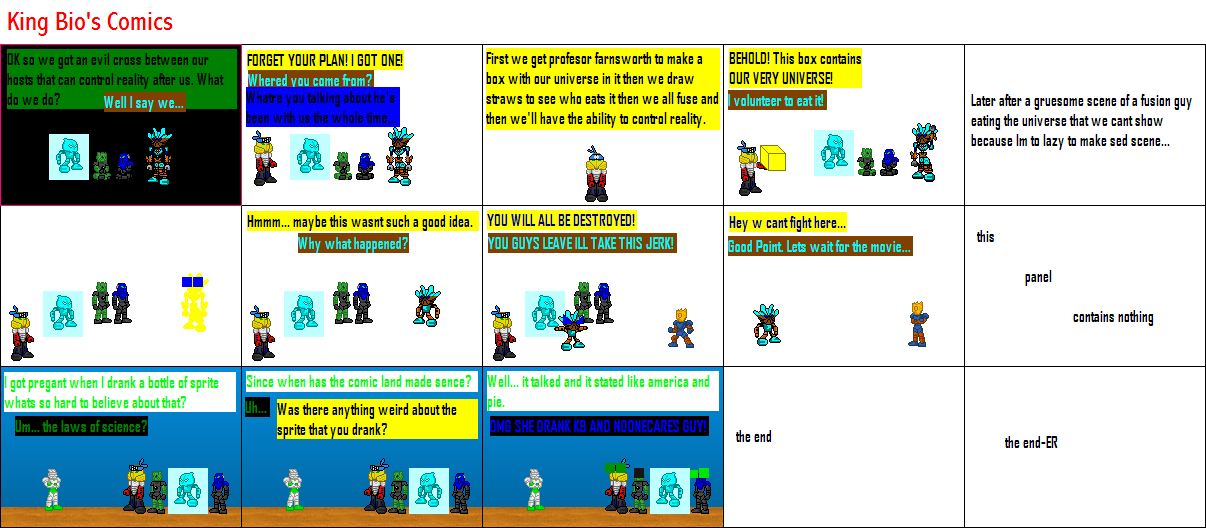 King Bio's Comics
OK so we got an evil cross between our
hosts that can control reality after us. What
do we do?
Well I say we...
FORGET YOUR PLAN! I GOT ONE!
Whered you come from?
Whatre you talking about he s
been with us the whole time...
First we get profesor farnsworth to make a
box with our universe in it then we draw
straws to see who eats it then we all fuse and
then we'll have the ability to control reality.
BEHOLD! This box contains
OUR VERY UNIVERSE!
I volunteer to eat it!
Later after a gruesome scene of a fusion guy
eating the universe that we cant show
because Im to lazy to make sed scene...
Hmmm... maybe this wasnt such a good idea.
Why what happened?
YOU WILL ALL BE DESTROYED!
YOU GUYS LEAVE ILL TAKE THIS JERK!
Hey w cant fight here...
Good Point. Lets wait for the movie...
this
panel
contains nothing
I got pregant when I drank a bottle of sprite
whats so hard to believe about that?
Um... the laws of science?
Since when has the comic land made sence?
Uh...
Was there anything weird about the
sprite that you drank?
Well... it talked and it stated like america and
pie.
OMG SHE DRANK KB AND NOONECARES GUY!
the end
the end-ER